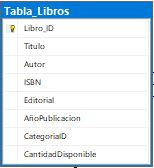 Tabla_Libros
Libro_ID
Titulo
Autor
ISBN
Editorial
AñoPublicacion
CategoriaID
CantidadDisponible